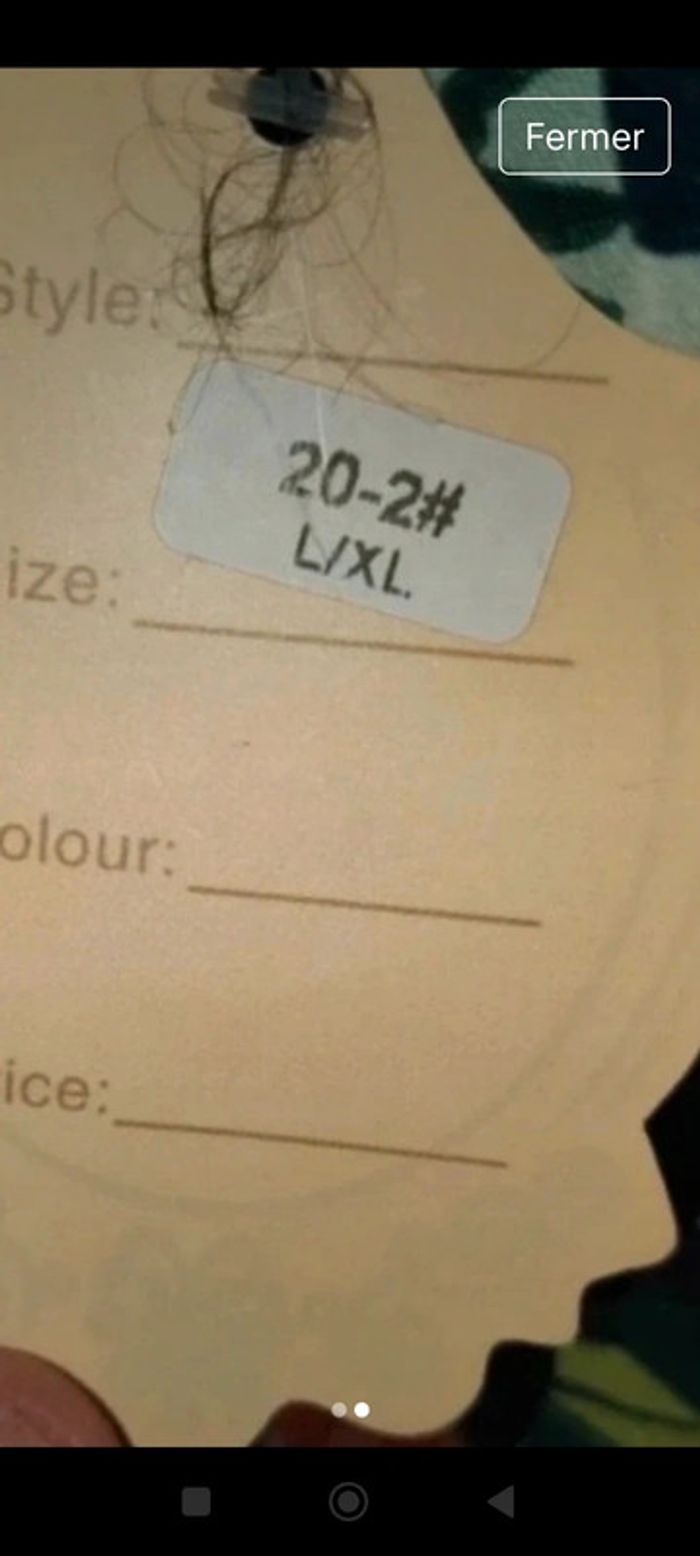 Fermer
Style:
20-2#
L/XL.
ize:
olour:
ice: